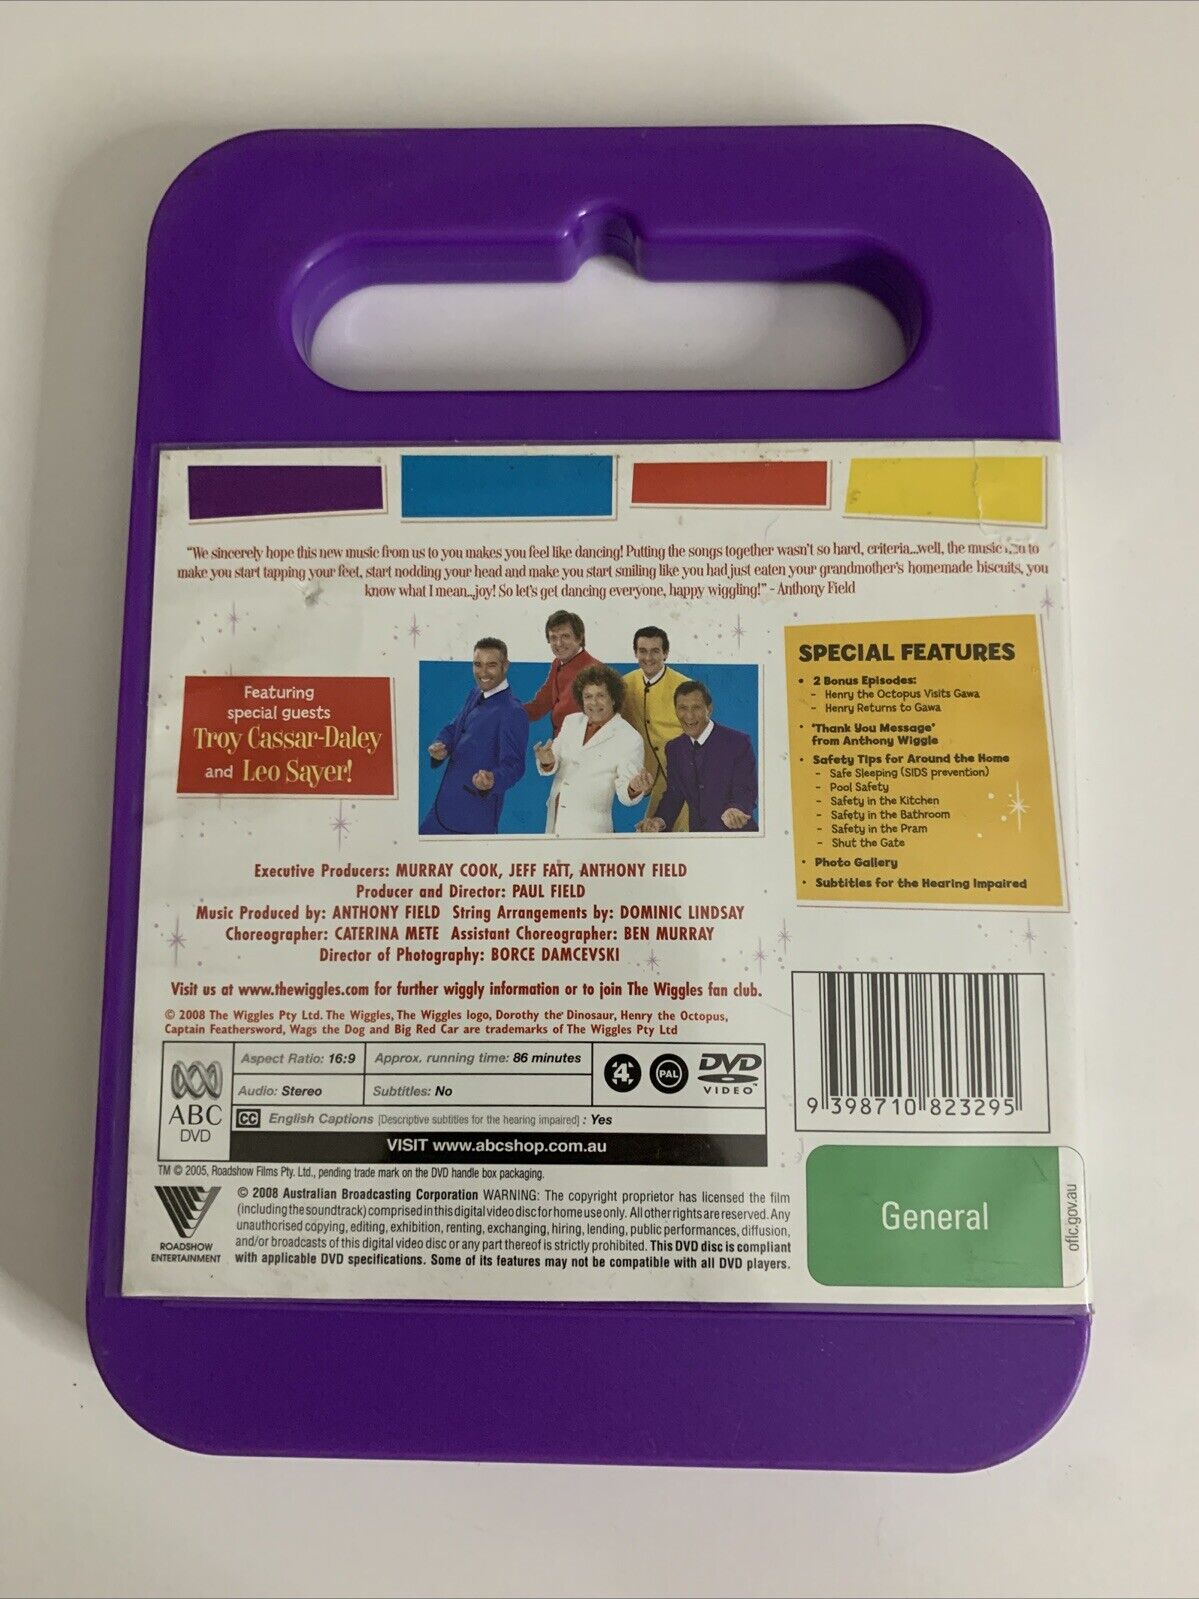 "We sincerely hope this new music from us to you makes you feel like dancing! Putting the songs together wasn't so hard, criteria...well, the music had to
make you start tapping your feet, start nodding your head and make you start smiling like you had just eaten your grandmother's homemade biscuits, you
know what I mean...joy! So let's get dancing everyone, happy wiggling!" - Anthony Field
Featuring
special guests
Troy Cassar-Daley
and Leo Sayer!
SPECIAL FEATURES
• 2 Bonus Episodes:
- Henry the Octopus Visits Gawa
- Henry Returns to Gawa
• 'Thank You Message'
from Anthony Wiggle
• Safety Tips for Around the Home
- Safe Sleeping (SIDS prevention)
- Pool Safety
- Safety in the Kitchen
- Safety in the Bathroom
- Safety in the Pram
- Shut the Gate
• Photo Gallery
• Subtitles for the Hearing Impaired
Executive Producers: MURRAY COOK, JEFF FATT, ANTHONY FIELD
Producer and Director: PAUL FIELD
Music Produced by: ANTHONY FIELD String Arrangements by: DOMINIC LINDSAY
Choreographer: CATERINA METE Assistant Choreographer: BEN MURRAY
Director of Photography: BORCE DAMCEVSKI
Visit us at www.thewiggles.com for further wiggly information or to join The Wiggles fan club.
© 2008 The Wiggles Pty Ltd. The Wiggles, The Wiggles logo, Dorothy the Dinosaur, Henry the Octopus,
Captain Feathersword, Wags the Dog and Big Red Car are trademarks of The Wiggles Pty Ltd
ABC
DVD
Aspect Ratio: 16:9
Approx. running time: 86 minutes
Audio: Stereo
Subtitles: No
4
PAL
DVD
VIDEO™
CC English Captions [Descriptive subtitles for the hearing impaired] : Yes
VISIT www.abcshop.com.au
9 398710 823295
TM © 2005, Roadshow Films Pty. Ltd., pending trade mark on the DVD handle box packaging.
ROADSHOW
ENTERTAINMENT
© 2008 Australian Broadcasting Corporation WARNING: The copyright proprietor has licensed the film
(including the soundtrack) comprised in this digital video disc for home use only. All other rights are reserved. Any
unauthorised copying, editing, exhibition, renting, exchanging, hiring, lending, public performances, diffusion,
and/or broadcasts of this digital video disc or any part thereof is strictly prohibited. This DVD disc is compliant
with applicable DVD specifications. Some of its features may not be compatible with all DVD players.
General
oflc.gov.au